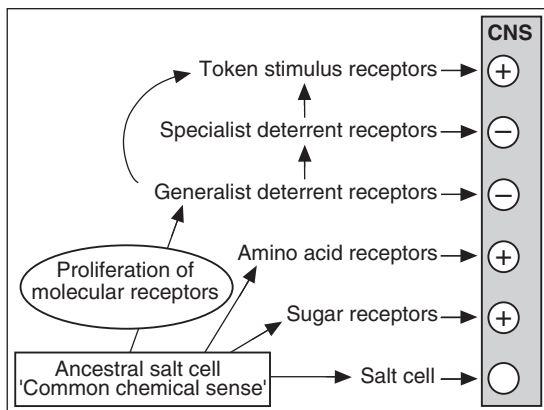 CNS
Token stimulus receptors
+
Specialist deterrent receptors
−
Generalist deterrent receptors
−
Proliferation of
molecular receptors
Amino acid receptors
+
Sugar receptors
+
Ancestral salt cell
'Common chemical sense'
Salt cell